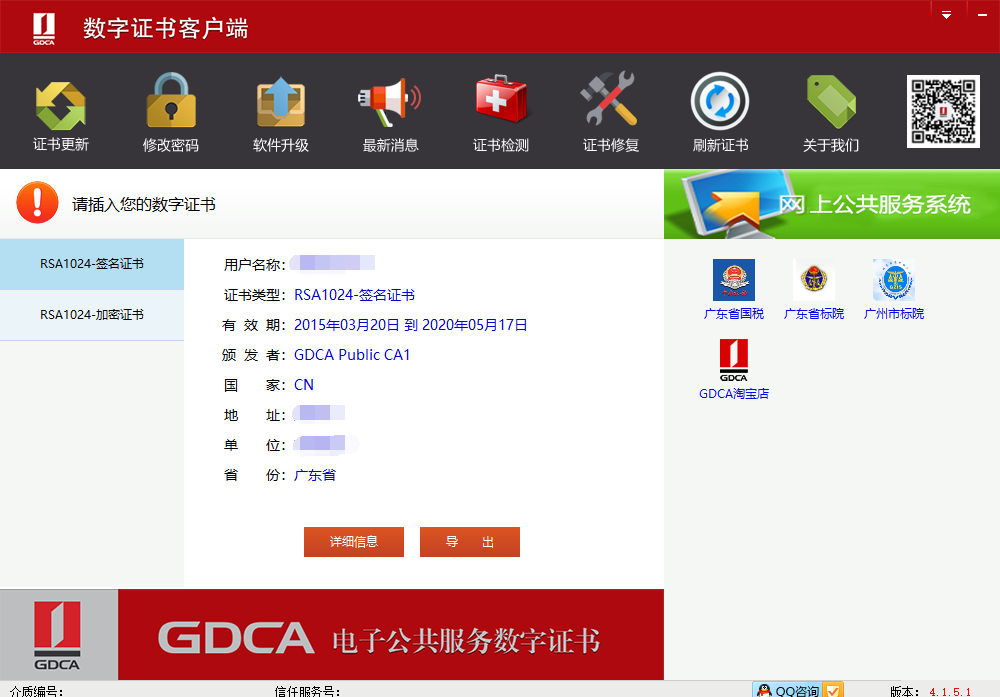 GDCA
数字证书客户端
证书更新 修改密码 软件升级 最新消息 证书检测 证书修复 刷新证书 关于我们
请插入您的数字证书
网上公共服务系统
RSA1024-签名证书
RSA1024-加密证书
用户名称：
证书类型：RSA1024-签名证书
有 效 期：2015年03月20日 到 2020年05月17日
颁 发 者：GDCA Public CA1
国 家：CN
地 址：
单 位：
省 份：广东省
详细信息 导 出
广东省国税 广东省标院 广州市标院
GDCA
GDCA淘宝店
GDCA
GDCA 电子公共服务数字证书
介质编号： 信任服务号： QQ咨询 版本： 4.1.5.1